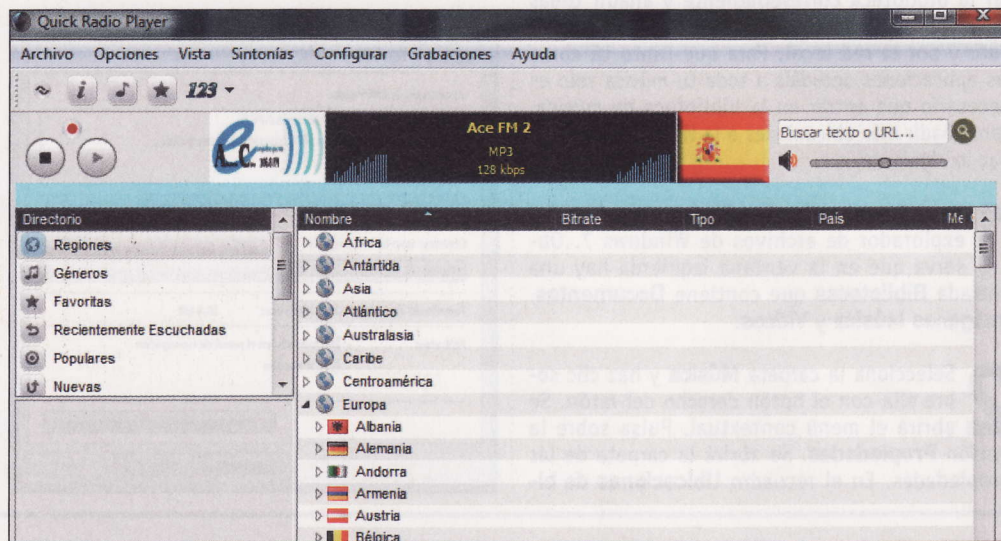 Quick Radio Player
Archivo Opciones Vista Sintonías Configurar Grabaciones Ayuda
123
Ace FM 2
MP3
128 kbps
Buscar texto o URL...
Directorio
Nombre Bitrate Tipo País
Regiones
Géneros
Favoritas
Recientemente Escuchadas
Populares
Nuevas
África
Antártida
Asia
Atlántico
Australasia
Caribe
Centroamérica
Europa
Albania
Alemania
Andorra
Armenia
Austria
Bélgica